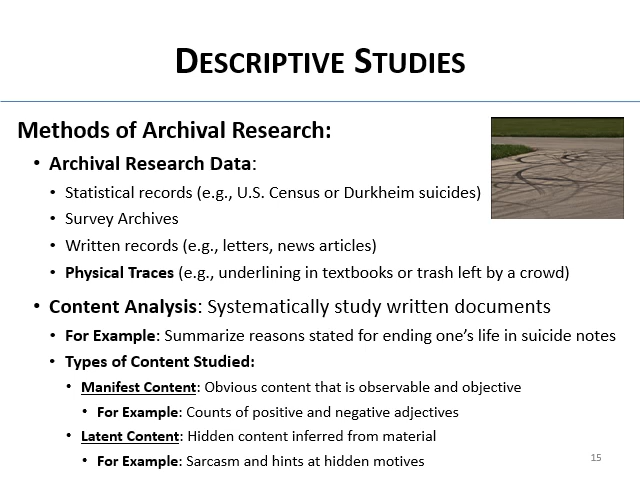 DESCRIPTIVE STUDIES
Methods of Archival Research:
• Archival Research Data:
• Statistical records (e.g., U.S. Census or Durkheim suicides)
• Survey Archives
• Written records (e.g., letters, news articles)
• Physical Traces (e.g., underlining in textbooks or trash left by a crowd)
• Content Analysis: Systematically study written documents
• For Example: Summarize reasons stated for ending one’s life in suicide notes
• Types of Content Studied:
• Manifest Content: Obvious content that is observable and objective
• For Example: Counts of positive and negative adjectives
• Latent Content: Hidden content inferred from material
• For Example: Sarcasm and hints at hidden motives
15